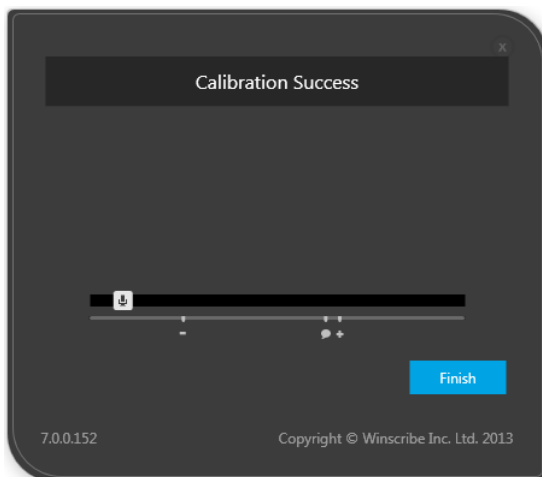 x
Calibration Success
- +
Finish
7.0.0.152 Copyright © Winscribe Inc. Ltd. 2013